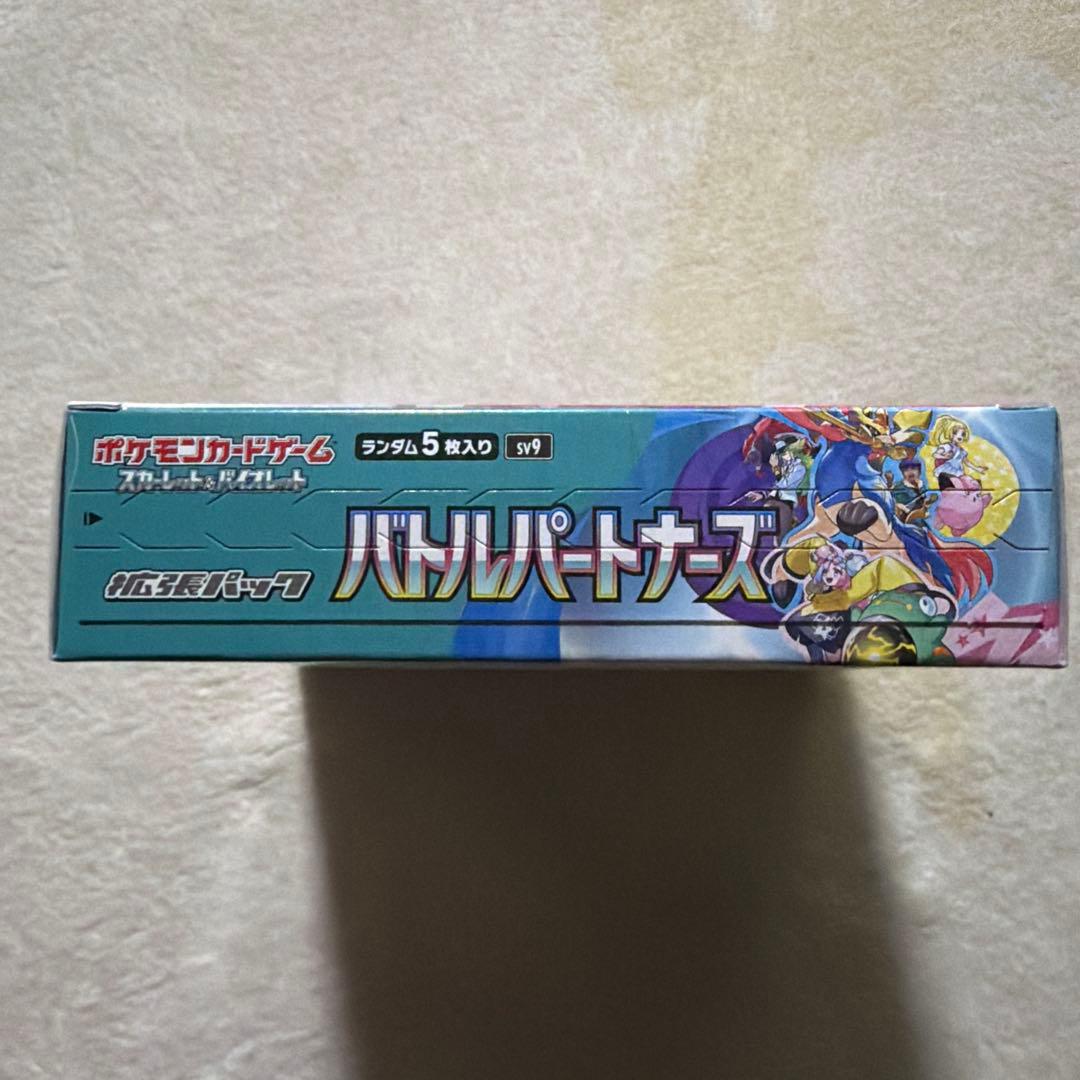 ポケモンカードゲーム
スカーレット&バイオレット
ランダム5枚入り
sv9
拡張パック
バトルパートナーズ